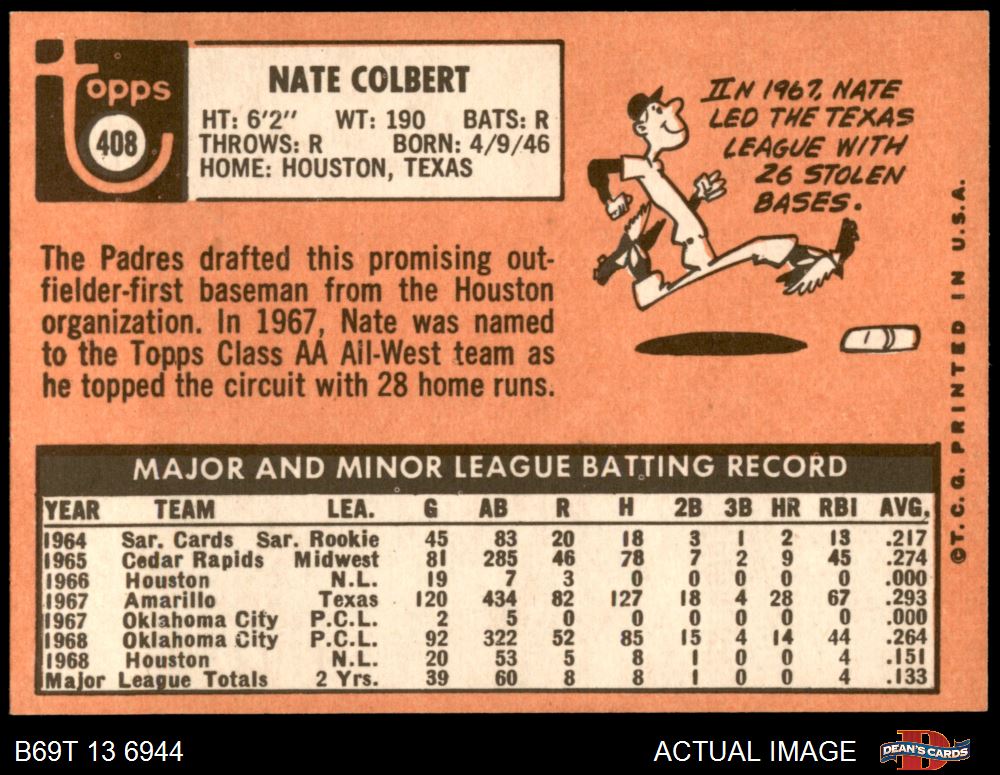 Topps
408
NATE COLBERT
HT: 6'2" WT: 190 BATS: R
THROWS: R BORN: 4/9/46
HOME: HOUSTON, TEXAS
IN 1967, NATE
LED THE TEXAS
LEAGUE WITH
26 STOLEN
BASES.
The Padres drafted this promising out-
fielder-first baseman from the Houston
organization. In 1967, Nate was named
to the Topps Class AA All-West team as
he topped the circuit with 28 home runs.
©T.C.G. PRINTED IN U.S.A.
MAJOR AND MINOR LEAGUE BATTING RECORD
YEAR TEAM LEA. G AB R H 2B 3B HR RBI AVG.
1964 Sar. Cards Sar. Rookie 45 83 20 18 3 1 2 13 .217
1965 Cedar Rapids Midwest 81 285 46 78 7 2 9 45 .274
1966 Houston N.L. 19 7 3 0 0 0 0 0 .000
1967 Amarillo Texas 120 434 82 127 18 4 28 67 .293
1967 Oklahoma City P.C.L. 2 5 0 0 0 0 0 0 .000
1968 Oklahoma City P.C.L. 92 322 52 85 15 4 14 44 .264
1968 Houston N.L. 20 53 5 8 1 0 0 4 .151
Major League Totals 2 Yrs. 39 60 8 8 1 0 0 4 .133
B69T 13 6944 ACTUAL IMAGE DEAN'S CARDS